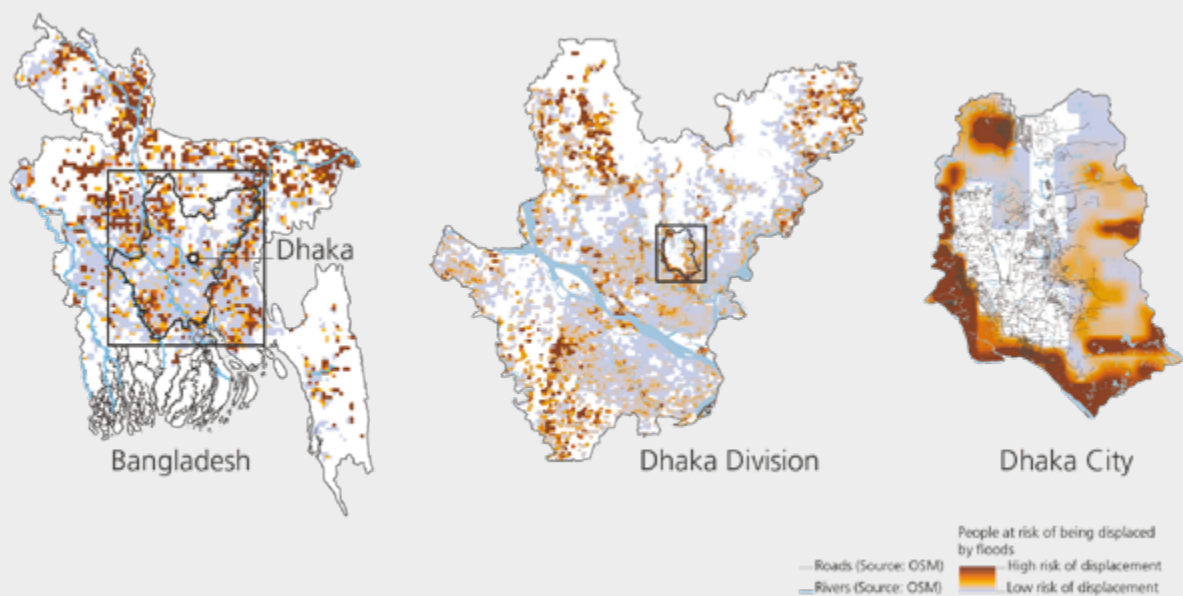 Dhaka
Bangladesh
Dhaka Division
Dhaka City
People at risk of being displaced
by floods
Roads (Source: OSM)
High risk of displacement
Rivers (Source: OSM)
Low risk of displacement